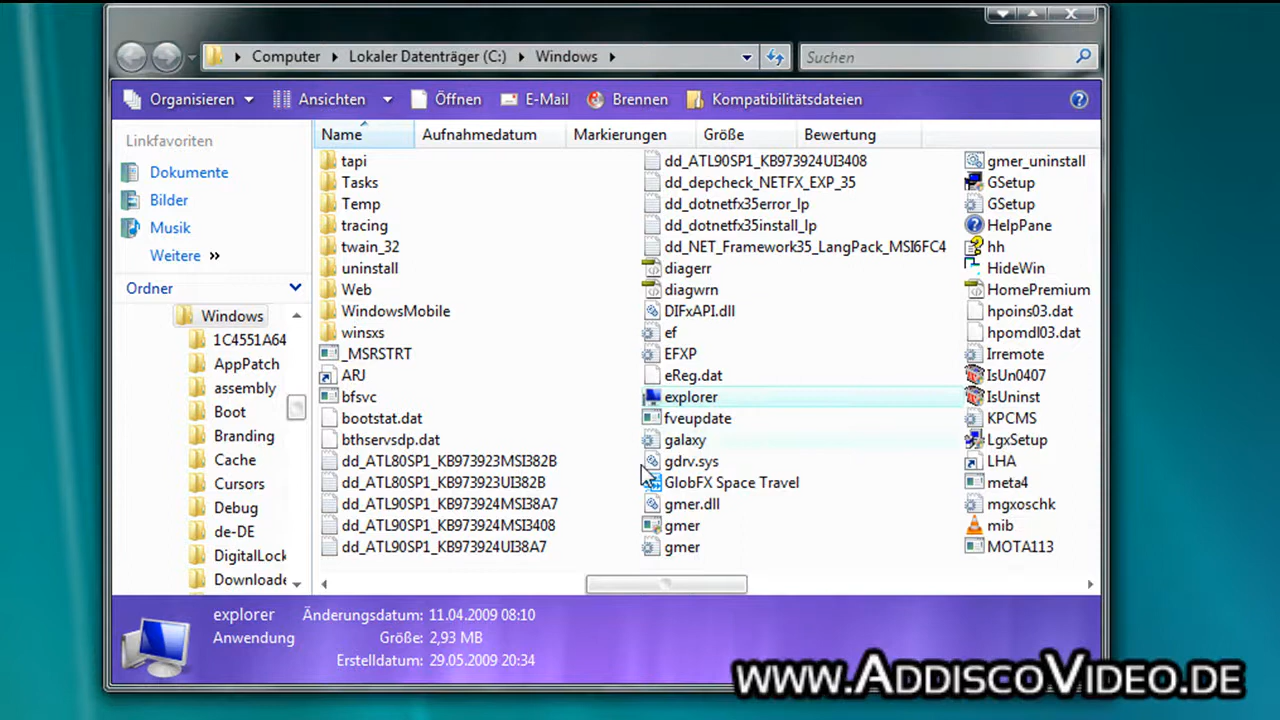 Computer Lokaler Datenträger (C:) Windows
Suchen
Organisieren Ansichten Öffnen E-Mail Brennen Kompatibilitätsdateien
Linkfavoriten
Dokumente
Bilder
Musik
Weitere »
Ordner
Windows
1C4551A64
AppPatch
assembly
Boot
Branding
Cache
Cursors
Debug
de-DE
DigitalLock
Downloade
Name Aufnahmedatum Markierungen Größe Bewertung
tapi
Tasks
Temp
tracing
twain_32
uninstall
Web
WindowsMobile
winsxs
_MSRSTRT
ARJ
bfsvc
bootstat.dat
bthservsdp.dat
dd_ATL80SP1_KB973923MSI382B
dd_ATL80SP1_KB973923UI382B
dd_ATL90SP1_KB973924MSI38A7
dd_ATL90SP1_KB973924MSI3408
dd_ATL90SP1_KB973924UI38A7
dd_ATL90SP1_KB973924UI3408
dd_depcheck_NETFX_EXP_35
dd_dotnetfx35error_lp
dd_dotnetfx35install_lp
dd_NET_Framework35_LangPack_MSI6FC4
diagerr
diagwrn
DIFxAPI.dll
ef
EFXP
eReg.dat
explorer
fveupdate
galaxy
gdrv.sys
GlobFX Space Travel
gmer.dll
gmer
gmer
gmer_uninstall
GSetup
GSetup
HelpPane
hh
HideWin
HomePremium
hpoins03.dat
hpomdl03.dat
Irremote
IsUn0407
IsUninst
KPCMS
LgxSetup
LHA
meta4
mgxoschk
mib
MOTA113
explorer Änderungsdatum: 11.04.2009 08:10
Anwendung Größe: 2,93 MB
Erstelldatum: 29.05.2009 20:34
www.AddiscoVideo.de